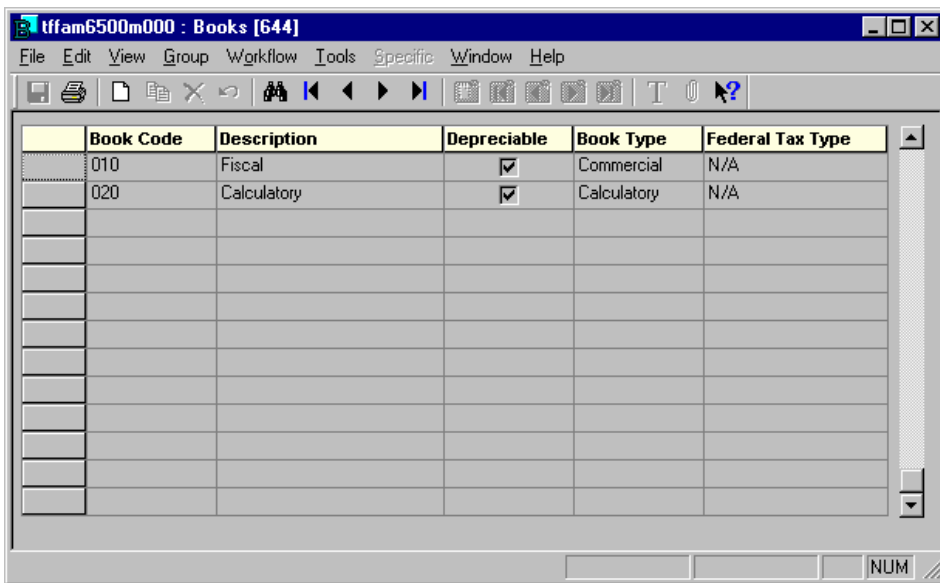 tffam6500m000 : Books [644]
File Edit View Group Workflow Tools Specific Window Help
Book Code Description Depreciable Book Type Federal Tax Type
010 Fiscal Commercial N/A
020 Calculatory Calculatory N/A
NUM